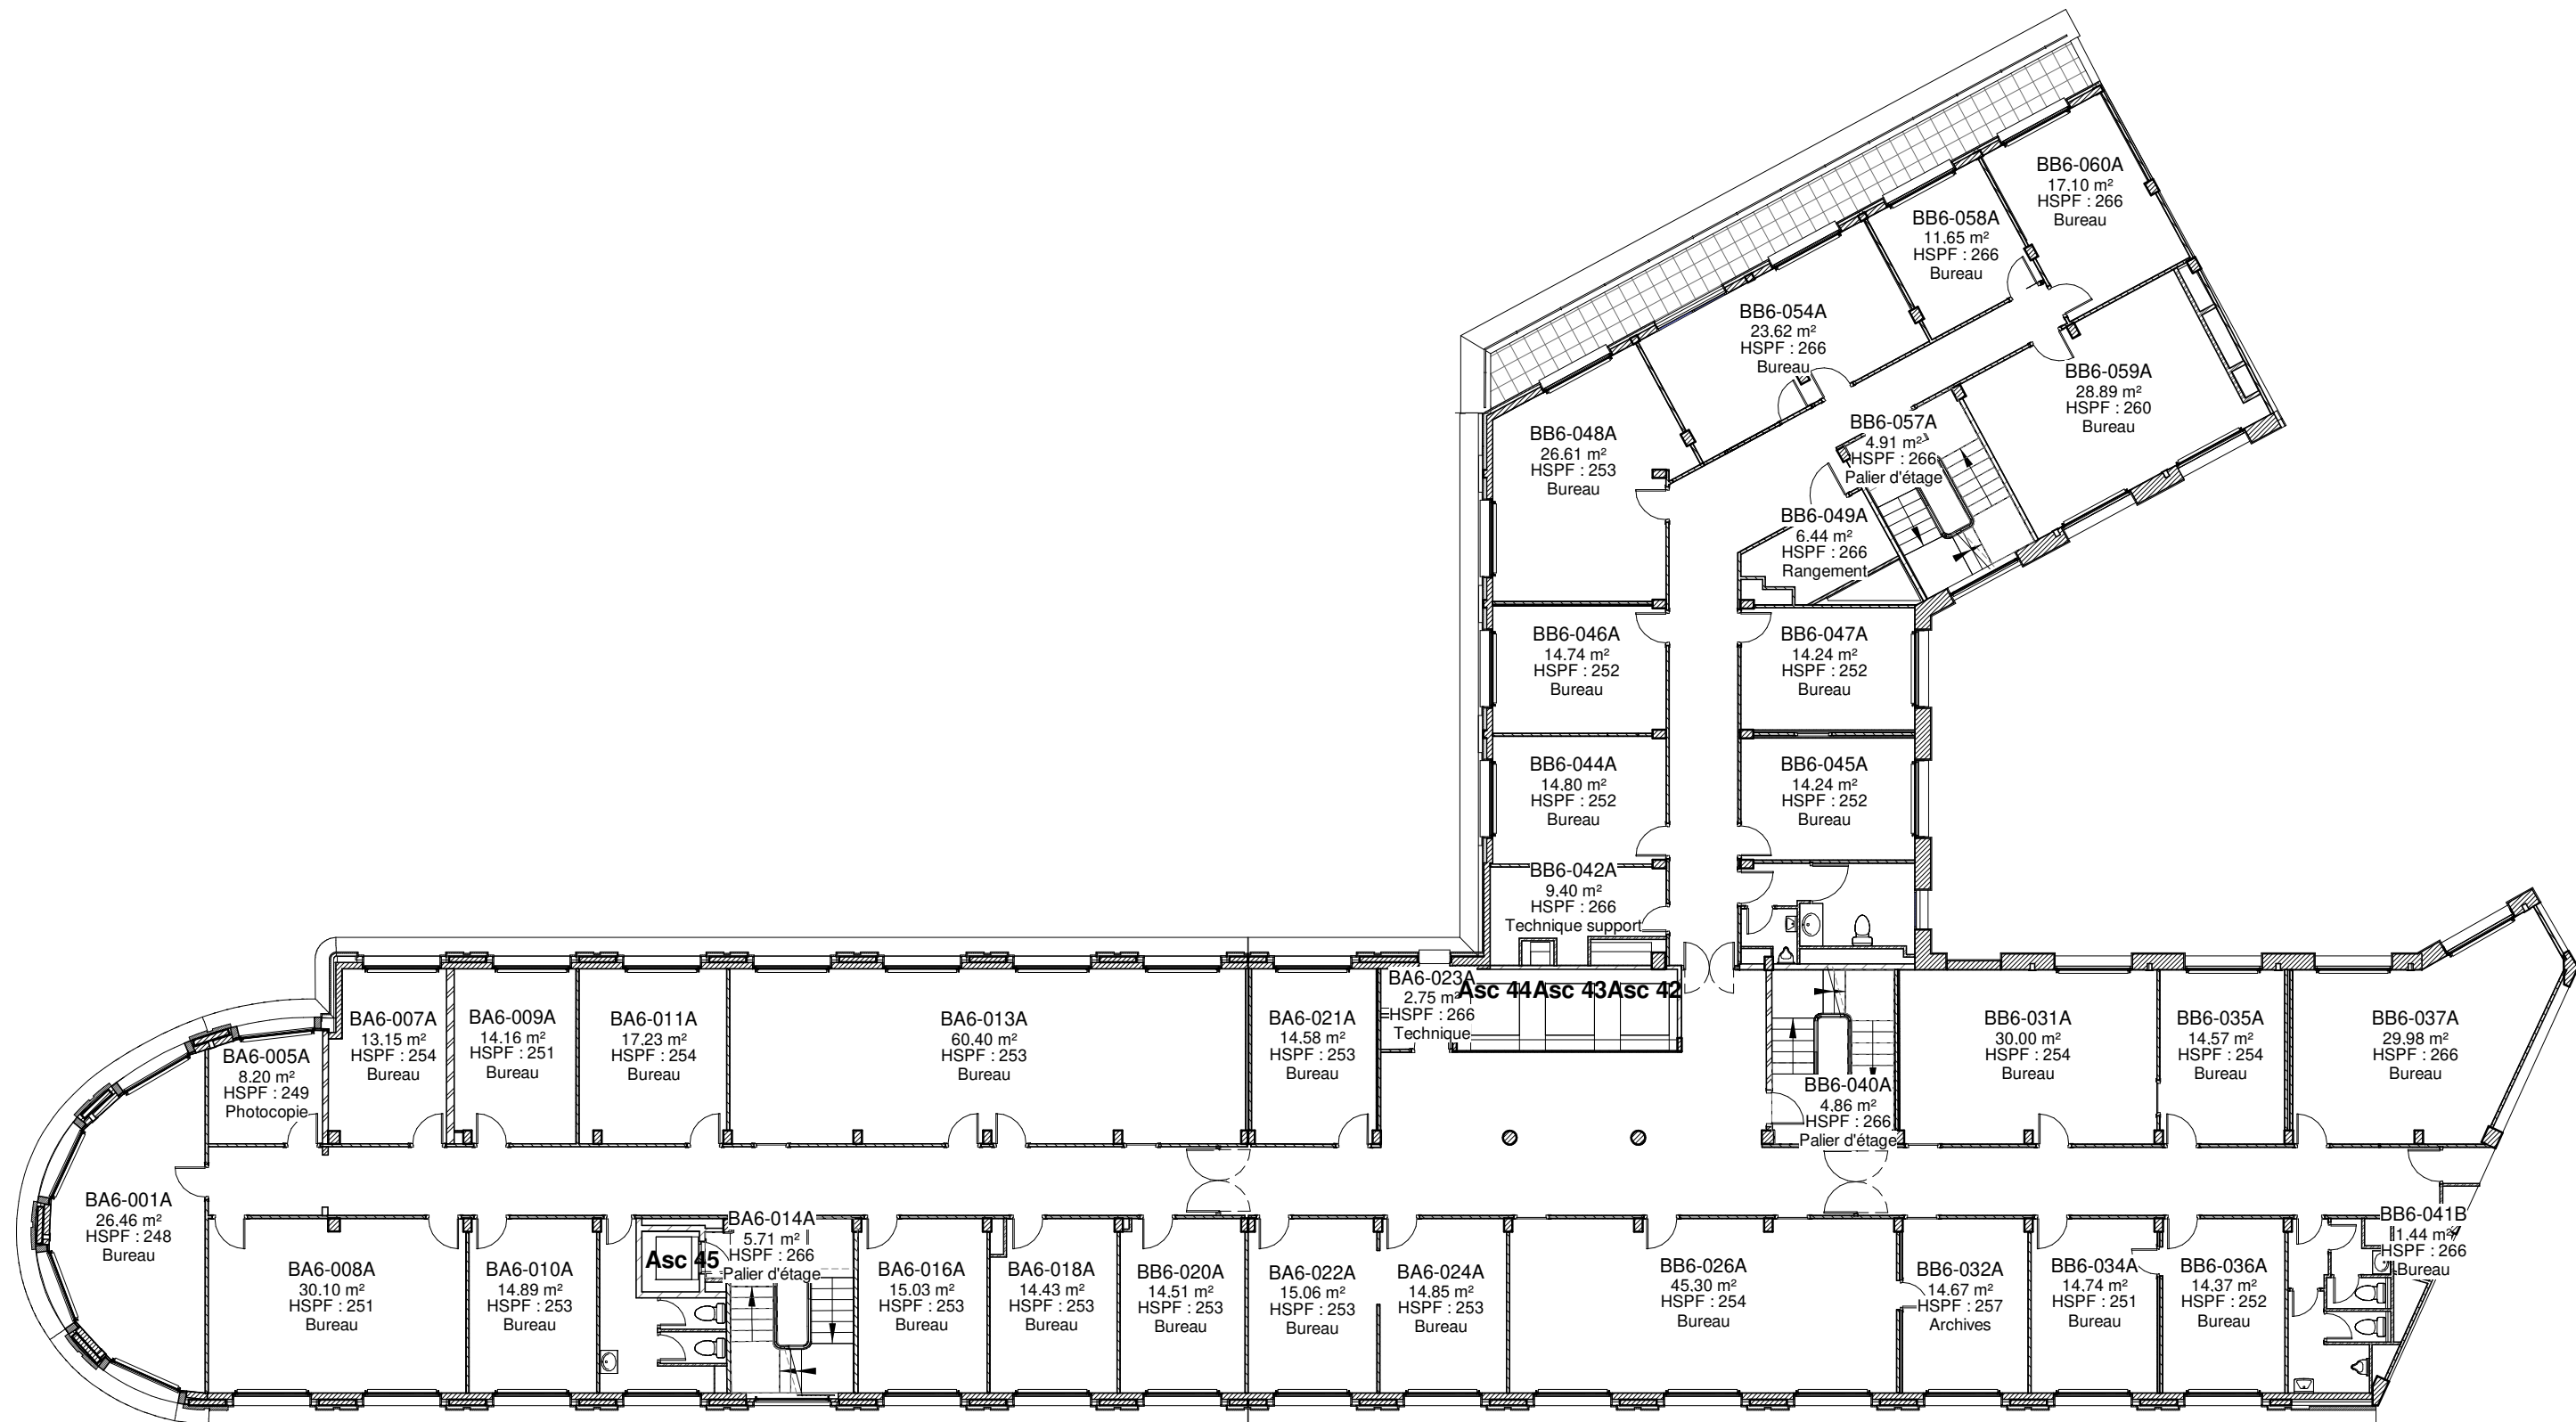 BB6-060A
17.10 m²
HSPF : 266
Bureau
BB6-058A
11.65 m²
HSPF : 266
Bureau
BB6-054A
23.62 m²
HSPF : 266
Bureau
BB6-059A
28.89 m²
HSPF : 260
Bureau
BB6-057A
4.91 m²
HSPF : 266
Palier d'étage
BB6-048A
26.61 m²
HSPF : 253
Bureau
BB6-049A
6.44 m²
HSPF : 266
Rangement
BB6-046A
14.74 m²
HSPF : 252
Bureau
BB6-047A
14.24 m²
HSPF : 252
Bureau
BB6-044A
14.80 m²
HSPF : 252
Bureau
BB6-045A
14.24 m²
HSPF : 252
Bureau
BB6-042A
9.40 m²
HSPF : 266
Technique support
BA6-023A
2.75 m²
HSPF : 266
Technique
Asc 44
Asc 43
Asc 42
BA6-005A
8.20 m²
HSPF : 249
Photocopie
BA6-007A
13.15 m²
HSPF : 254
Bureau
BA6-009A
14.16 m²
HSPF : 251
Bureau
BA6-011A
17.23 m²
HSPF : 254
Bureau
BA6-013A
60.40 m²
HSPF : 253
Bureau
BA6-021A
14.58 m²
HSPF : 253
Bureau
BB6-040A
4.86 m²
HSPF : 266
Palier d'étage
BB6-031A
30.00 m²
HSPF : 254
Bureau
BB6-035A
14.57 m²
HSPF : 254
Bureau
BB6-037A
29.98 m²
HSPF : 266
Bureau
BA6-001A
26.46 m²
HSPF : 248
Bureau
BA6-008A
30.10 m²
HSPF : 251
Bureau
BA6-010A
14.89 m²
HSPF : 253
Bureau
Asc 45
BA6-014A
5.71 m²
HSPF : 266
Palier d'étage
BA6-016A
15.03 m²
HSPF : 253
Bureau
BA6-018A
14.43 m²
HSPF : 253
Bureau
BB6-020A
14.51 m²
HSPF : 253
Bureau
BA6-022A
15.06 m²
HSPF : 253
Bureau
BA6-024A
14.85 m²
HSPF : 253
Bureau
BB6-026A
45.30 m²
HSPF : 254
Bureau
BB6-032A
14.67 m²
HSPF : 257
Archives
BB6-034A
14.74 m²
HSPF : 251
Bureau
BB6-036A
14.37 m²
HSPF : 252
Bureau
BB6-041B
1.44 m²
HSPF : 266
Bureau